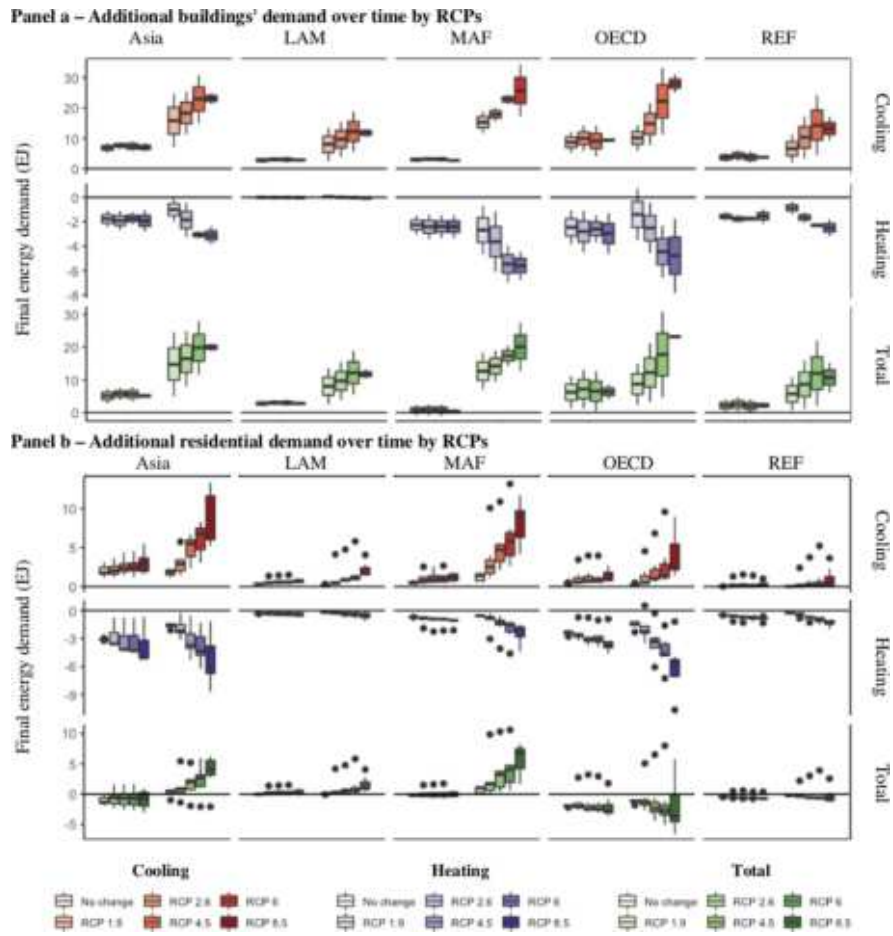 Panel a – Additional buildings' demand over time by RCPs
Asia LAM MAF OECD REF
Final energy demand (EJ)
30
20
10
0
Cooling
0
-2
-4
-6
-8
Heating
30
20
10
0
Total
Panel b – Additional residential demand over time by RCPs
Asia LAM MAF OECD REF
Final energy demand (EJ)
10
5
0
Cooling
0
-3
-6
-9
Heating
10
5
0
-5
Total
Cooling Heating Total
No change RCP 2.6 RCP 6 No change RCP 2.6 RCP 6 No change RCP 2.6 RCP 6
RCP 1.9 RCP 4.5 RCP 8.5 RCP 1.9 RCP 4.5 RCP 8.5 RCP 1.9 RCP 4.5 RCP 8.5